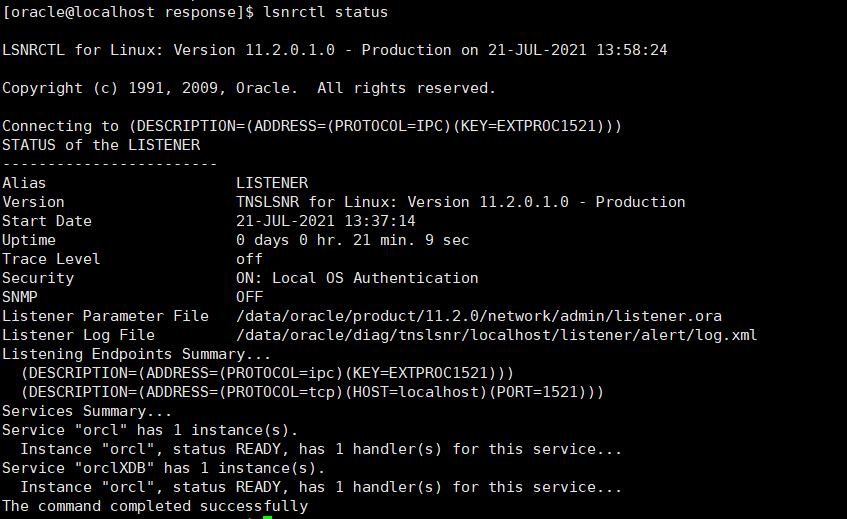 [oracle@localhost response]$ lsnrctl status
LSNRCTL for Linux: Version 11.2.0.1.0 - Production on 21-JUL-2021 13:58:24
Copyright (c) 1991, 2009, Oracle.  All rights reserved.
Connecting to (DESCRIPTION=(ADDRESS=(PROTOCOL=IPC)(KEY=EXTPROC1521)))
STATUS of the LISTENER
------------------------
Alias                     LISTENER
Version                   TNSLSNR for Linux: Version 11.2.0.1.0 - Production
Start Date                21-JUL-2021 13:37:14
Uptime                    0 days 0 hr. 21 min. 9 sec
Trace Level               off
Security                  ON: Local OS Authentication
SNMP                      OFF
Listener Parameter File   /data/oracle/product/11.2.0/network/admin/listener.ora
Listener Log File         /data/oracle/diag/tnslsnr/localhost/listener/alert/log.xml
Listening Endpoints Summary...
  (DESCRIPTION=(ADDRESS=(PROTOCOL=ipc)(KEY=EXTPROC1521)))
  (DESCRIPTION=(ADDRESS=(PROTOCOL=tcp)(HOST=localhost)(PORT=1521)))
Services Summary...
Service "orcl" has 1 instance(s).
  Instance "orcl", status READY, has 1 handler(s) for this service...
Service "orclXDB" has 1 instance(s).
  Instance "orcl", status READY, has 1 handler(s) for this service...
The command completed successfully